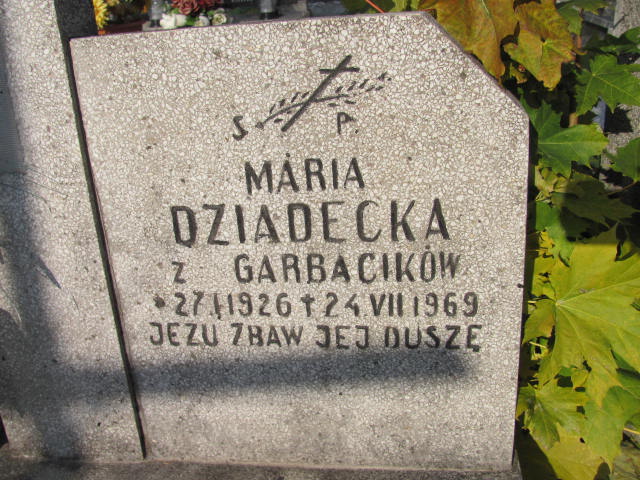 Ś. P.
MARIA
DZIADECKA
Z GARBACIKÓW
* 27 I 1926 ✝ 24 VII 1969
JEZU ZBAW JEJ DUSZĘ